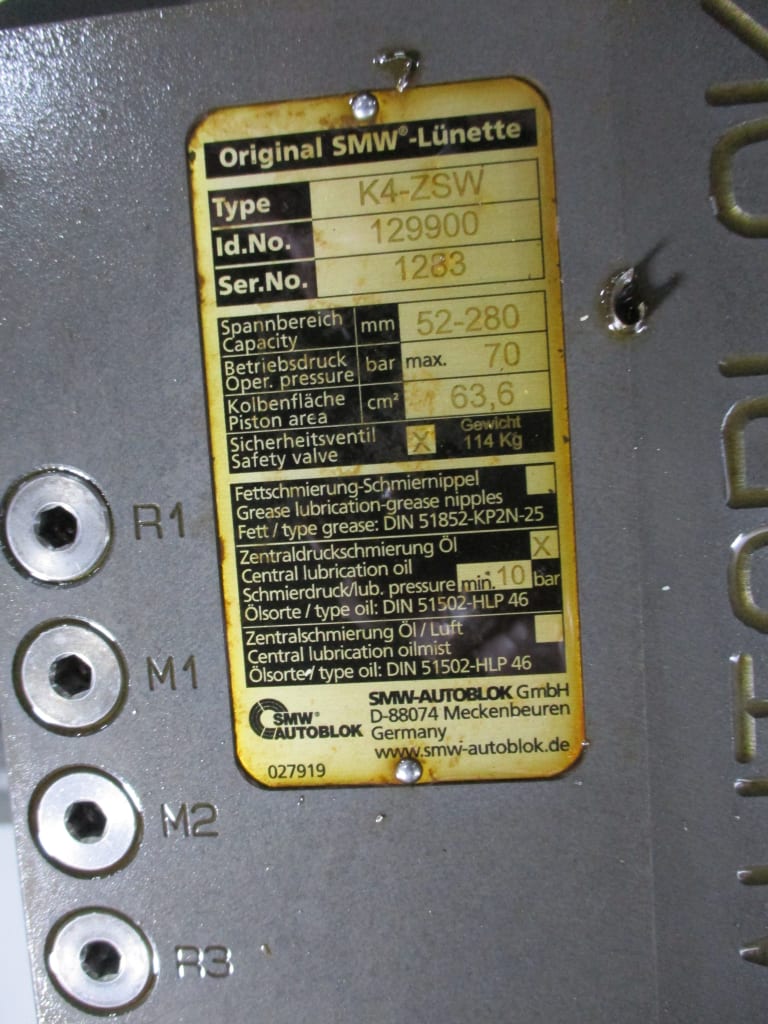 Original SMW®-Lünette
Type K4-ZSW
Id.No. 129900
Ser.No. 1283
Spannbereich mm 52-280
Capacity
Betriebsdruck bar max. 70
Oper. pressure
Kolbenfläche cm² 63,6
Piston area
Sicherheitsventil X Gewicht
Safety valve 114 Kg
Fettschmierung-Schmiernippel
Grease lubrication-grease nipples
Fett / type grease: DIN 51852-KP2N-25
Zentraldruckschmierung Öl X
Central lubrication oil
Schmierdruck/lub. pressure min. 10 bar
Ölsorte / type oil: DIN 51502-HLP 46
Zentralschmierung Öl / Luft
Central lubrication oilmist
Ölsorte / type oil: DIN 51502-HLP 46
SMW®
AUTOBLOK
SMW-AUTOBLOK GmbH
D-88074 Meckenbeuren
Germany
www.smw-autoblok.de
027919
R1
M1
M2
R3
AUTOBLOK